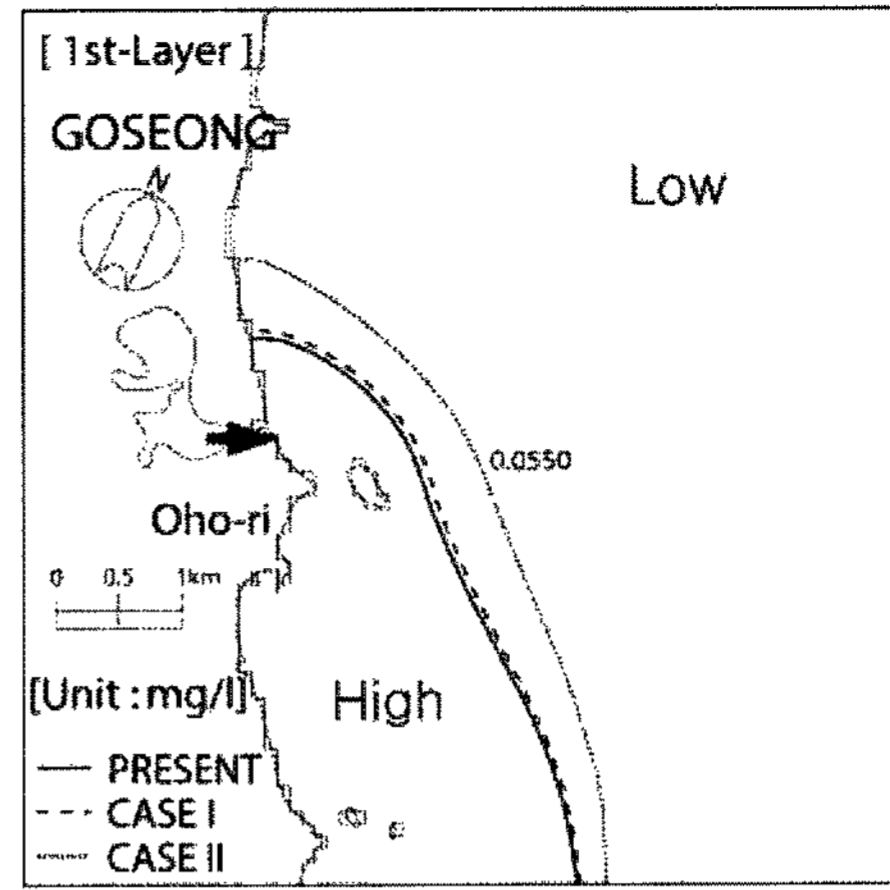 [ 1st-Layer ]
GOSEONG
N
Low
0.0550
Oho-ri
0 0.5 1km
[Unit : mg/l]
High
PRESENT
CASE I
CASE II